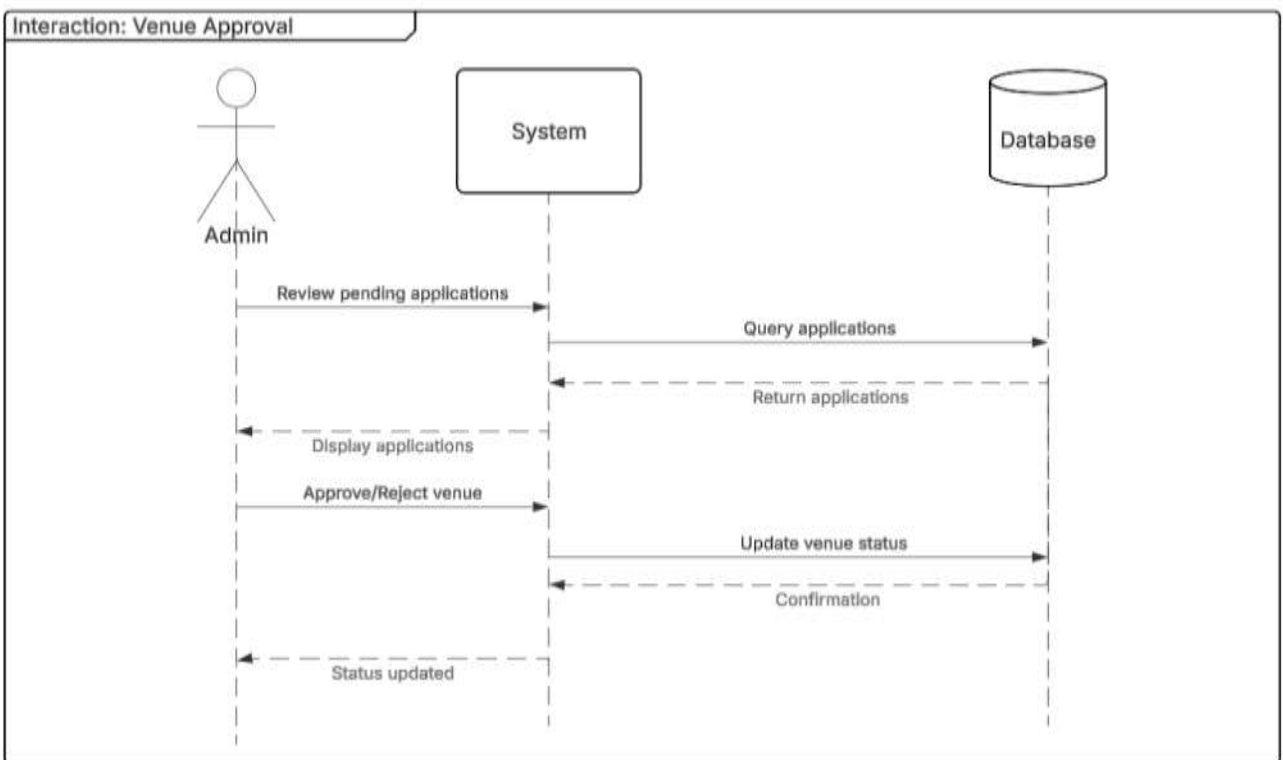 Interaction: Venue Approval
System
Database
Admin
Review pending applications
Query applications
Return applications
Display applications
Approve/Reject venue
Update venue status
Confirmation
Status updated